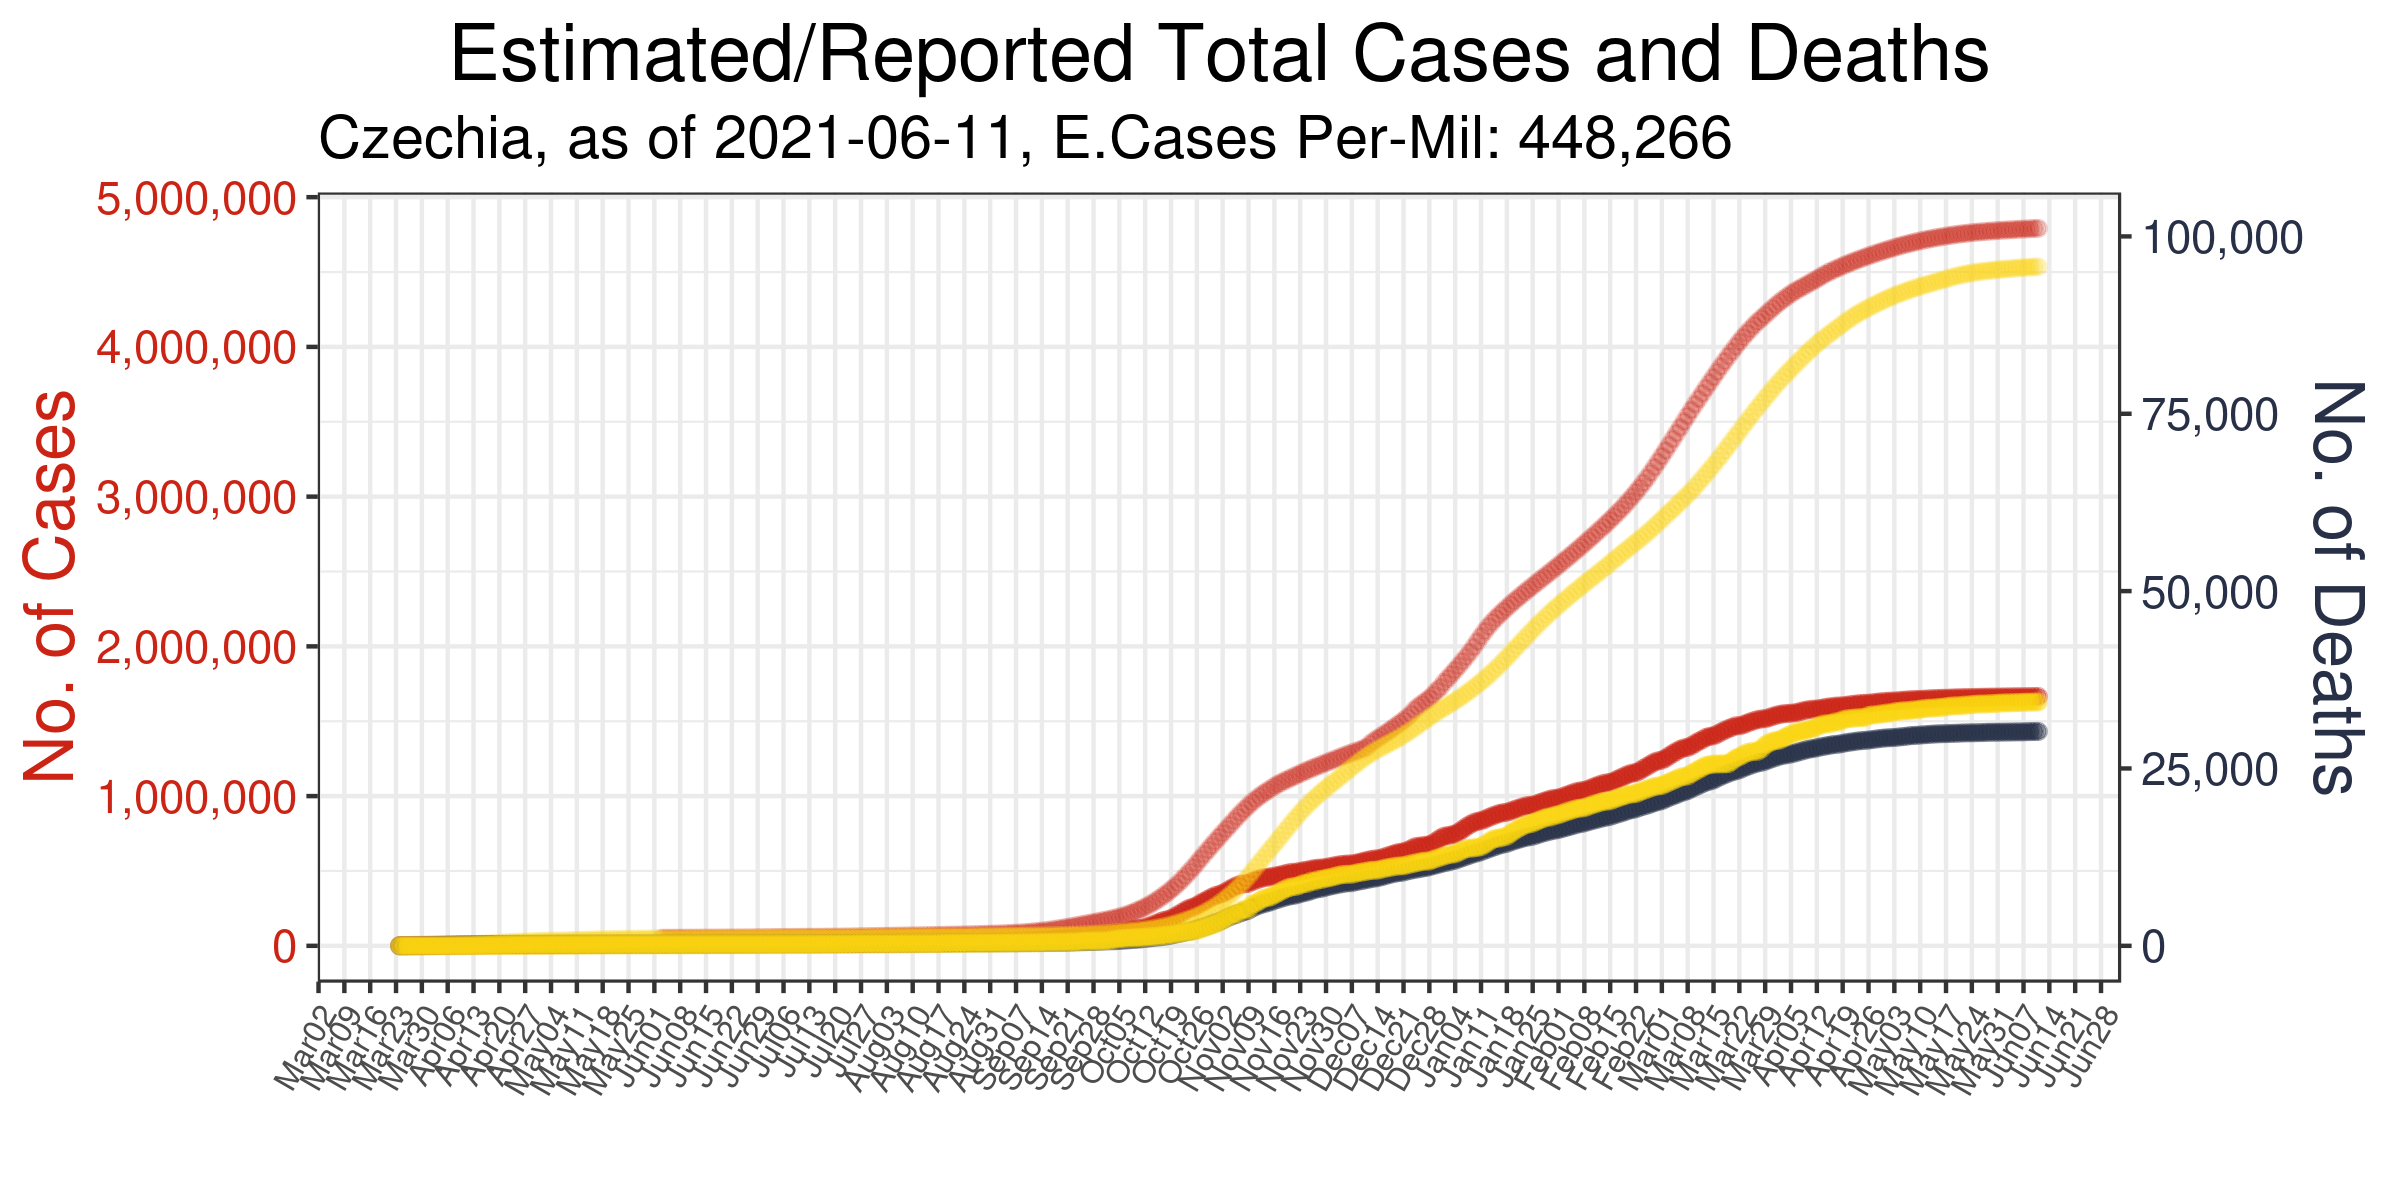 Estimated/Reported Total Cases and Deaths
Czechia, as of 2021-06-11, E.Cases Per-Mil: 448,266
No. of Cases
5,000,000
4,000,000
3,000,000
2,000,000
1,000,000
0
100,000
75,000
50,000
25,000
0
No. of Deaths
Mar02
Mar09
Mar16
Mar23
Mar30
Apr06
Apr13
Apr20
Apr27
May04
May11
May18
May25
Jun01
Jun08
Jun15
Jun22
Jun29
Jul06
Jul13
Jul20
Jul27
Aug03
Aug10
Aug17
Aug24
Aug31
Sep07
Sep14
Sep21
Sep28
Oct05
Oct12
Oct19
Oct26
Nov02
Nov09
Nov16
Nov23
Nov30
Dec07
Dec14
Dec21
Dec28
Jan04
Jan11
Jan18
Jan25
Feb01
Feb08
Feb15
Feb22
Mar01
Mar08
Mar15
Mar22
Mar29
Apr05
Apr12
Apr19
Apr26
May03
May10
May17
May24
May31
Jun07
Jun14
Jun21
Jun28